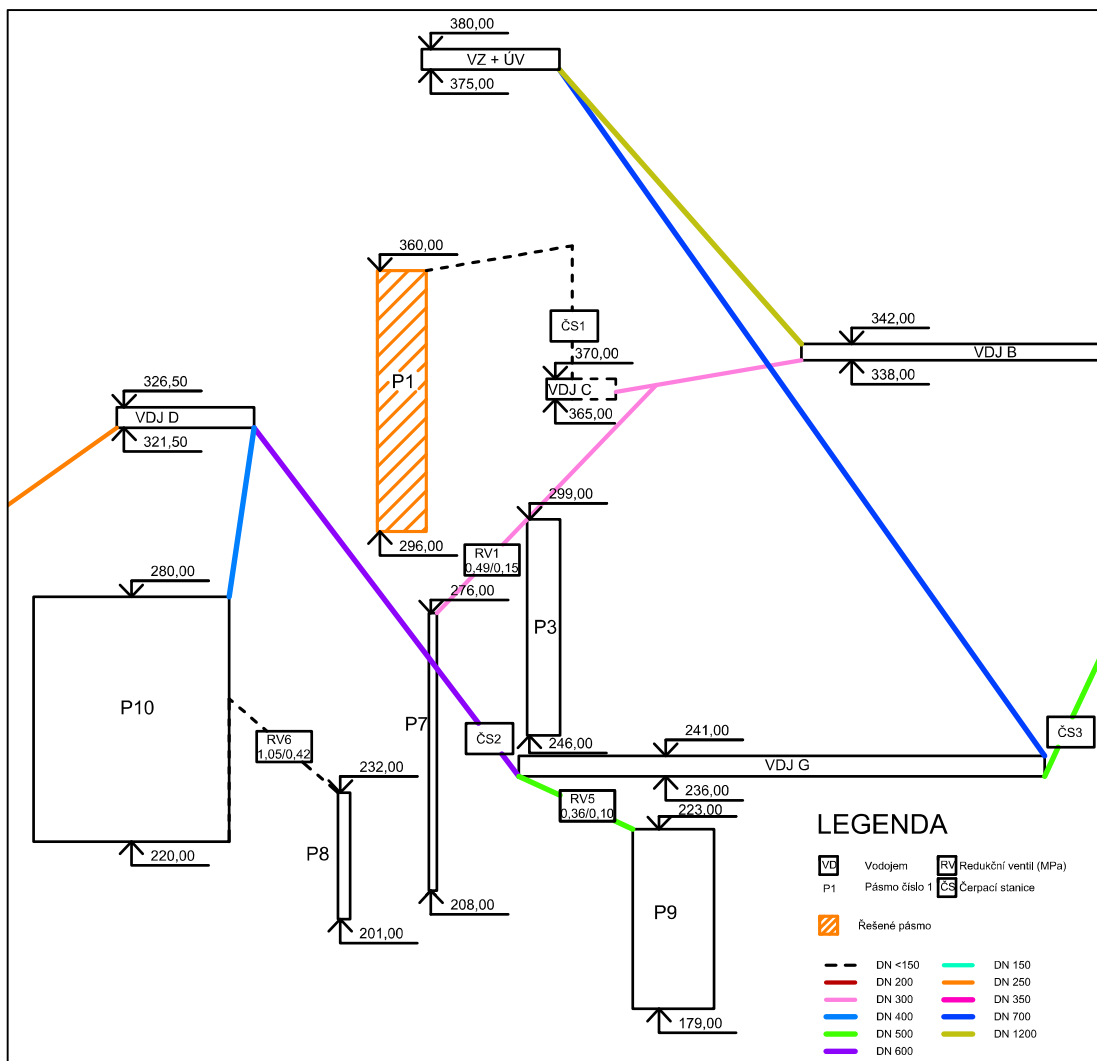 380,00
VZ + ÚV
375,00
360,00
ČS1
342,00
VDJ B
338,00
370,00
VDJ C
365,00
P1
326,50
VDJ D
321,50
299,00
296,00
RV1
0,49/0,15
280,00
276,00
P3
P10
P7
RV6
1,05/0,42
ČS2
246,00
241,00
ČS3
VDJ G
232,00
236,00
RV5
0,36/0,10
223,00
220,00
P8
208,00
201,00
P9
179,00
LEGENDA
VD Vodojem
RV Redukční ventil (MPa)
P1 Pásmo číslo 1
ČS Čerpací stanice
Řešené pásmo
DN <150 DN 150
DN 200 DN 250
DN 300 DN 350
DN 400 DN 700
DN 500 DN 1200
DN 600